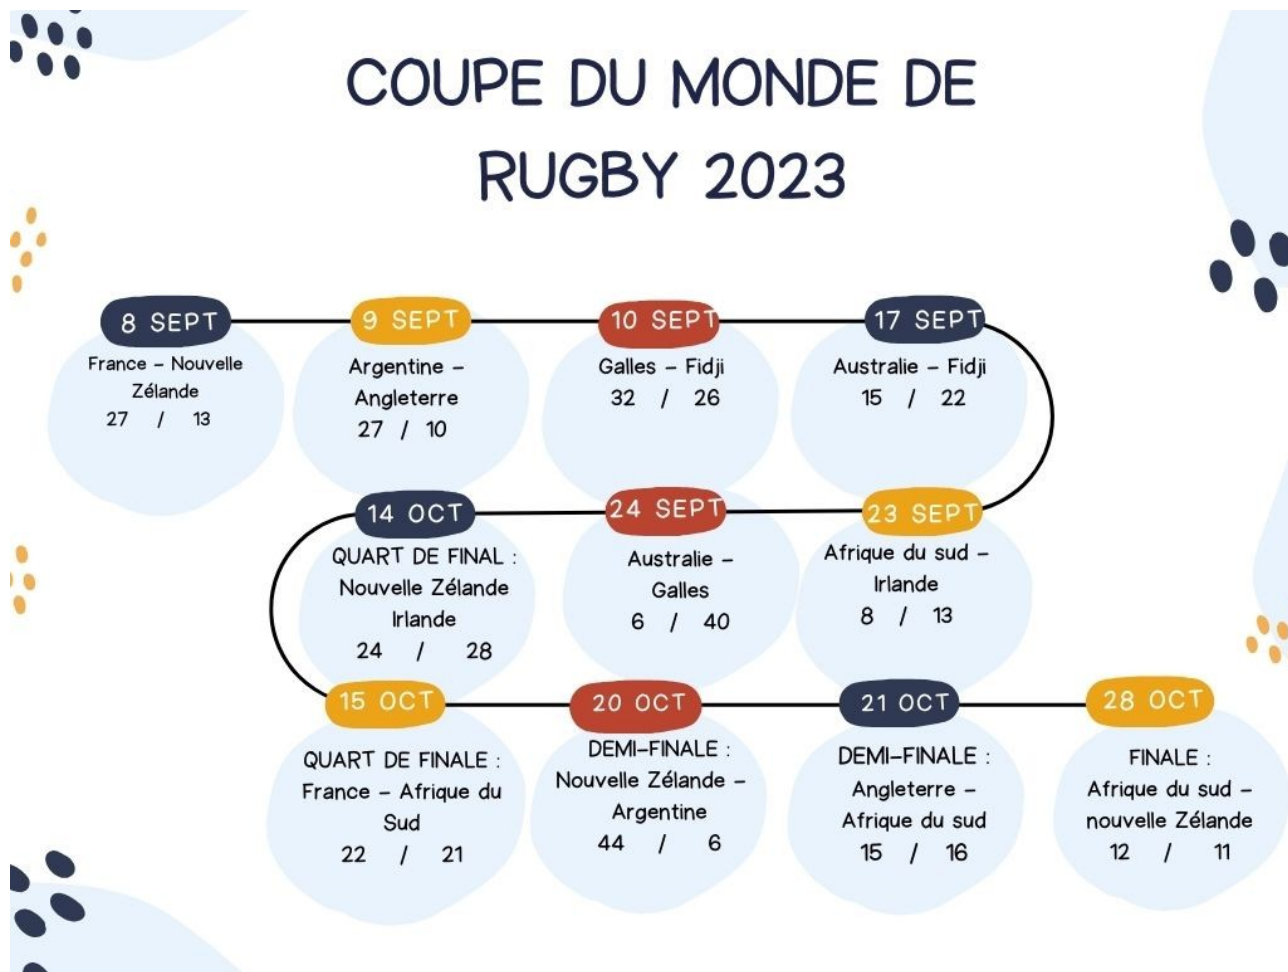 COUPE DU MONDE DE
RUGBY 2023
8 SEPT
France - Nouvelle
Zélande
27 / 13
9 SEPT
Argentine -
Angleterre
27 / 10
10 SEPT
Galles - Fidji
32 / 26
17 SEPT
Australie - Fidji
15 / 22
23 SEPT
Afrique du sud -
Irlande
8 / 13
24 SEPT
Australie -
Galles
6 / 40
14 OCT
QUART DE FINAL :
Nouvelle Zélande
Irlande
24 / 28
15 OCT
QUART DE FINALE :
France - Afrique du
Sud
22 / 21
20 OCT
DEMI-FINALE :
Nouvelle Zélande -
Argentine
44 / 6
21 OCT
DEMI-FINALE :
Angleterre -
Afrique du sud
15 / 16
28 OCT
FINALE :
Afrique du sud -
nouvelle Zélande
12 / 11